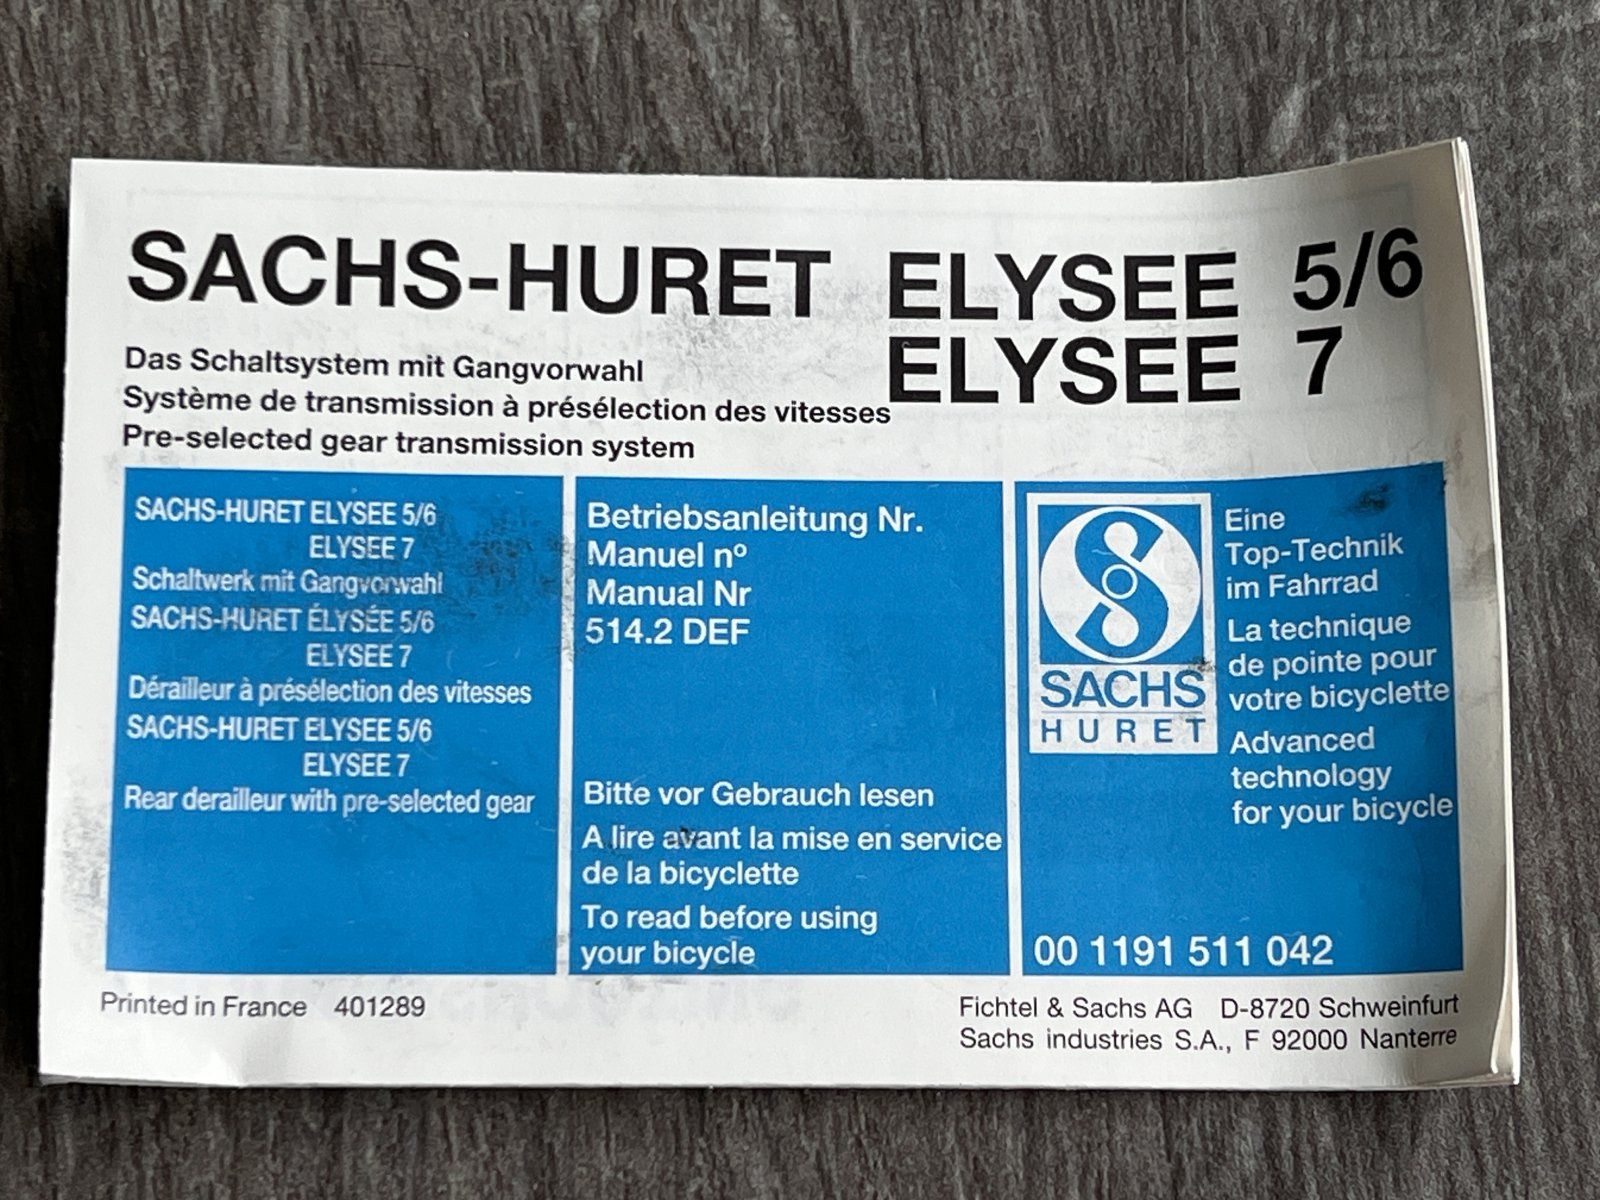 SACHS-HURET ELYSEE 5/6
ELYSEE 7
Das Schaltsystem mit Gangvorwahl
Système de transmission à présélection des vitesses
Pre-selected gear transmission system
SACHS-HURET ELYSEE 5/6
ELYSEE 7
Schaltwerk mit Gangvorwahl
SACHS-HURET ÉLYSÉE 5/6
ELYSEE 7
Dérailleur à présélection des vitesses
SACHS-HURET ELYSEE 5/6
ELYSEE 7
Rear derailleur with pre-selected gear
Betriebsanleitung Nr.
Manuel nº
Manual Nr
514.2 DEF
Bitte vor Gebrauch lesen
A lire avant la mise en service
de la bicyclette
To read before using
your bicycle
SACHS
HURET
Eine
Top-Technik
im Fahrrad
La technique
de pointe pour
votre bicyclette
Advanced
technology
for your bicycle
00 1191 511 042
Printed in France 401289
Fichtel & Sachs AG D-8720 Schweinfurt
Sachs industries S.A., F 92000 Nanterre